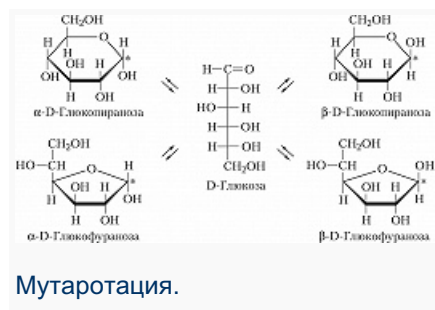 CH₂OH
H O H
H
OH H *
OH OH
H OH
α-D-Глюкопираноза
H—C=O
H OH
HO H
H OH
H OH
CH₂OH
D-Глюкоза
CH₂OH
H O OH
H
OH H *
OH H
H OH
β-D-Глюкопираноза
CH₂OH
HO—CH O H
OH H *
H OH
H OH
α-D-Глюкофураноза
CH₂OH
HO—CH O OH
OH H *
H H
H OH
β-D-Глюкофураноза
Мутаротация.